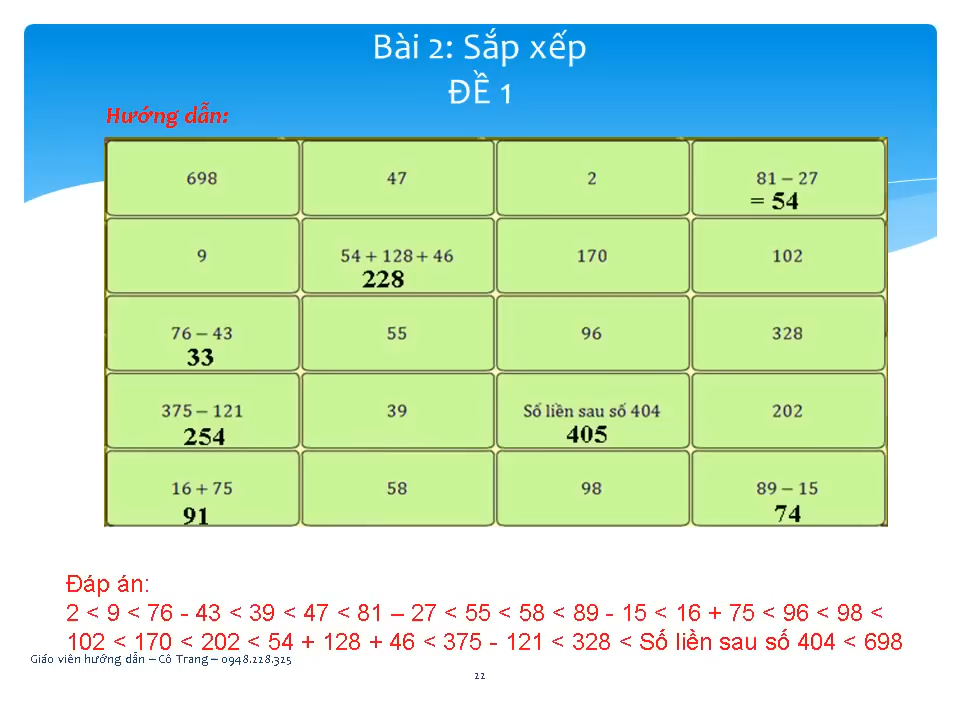 Bài 2: Sắp xếp
ĐỀ 1
Hướng dẫn:
698 47 2 81 – 27
= 54
9 54 + 128 + 46 170 102
228
76 – 43 55 96 328
33
375 – 121 39 Số liền sau số 404 202
254 405
16 + 75 58 98 89 – 15
91 74
Đáp án:
2 < 9 < 76 - 43 < 39 < 47 < 81 – 27 < 55 < 58 < 89 - 15 < 16 + 75 < 96 < 98 <
102 < 170 < 202 < 54 + 128 + 46 < 375 - 121 < 328 < Số liền sau số 404 < 698
Giáo viên hướng dẫn – Cô Trang – 0948.228.325
22